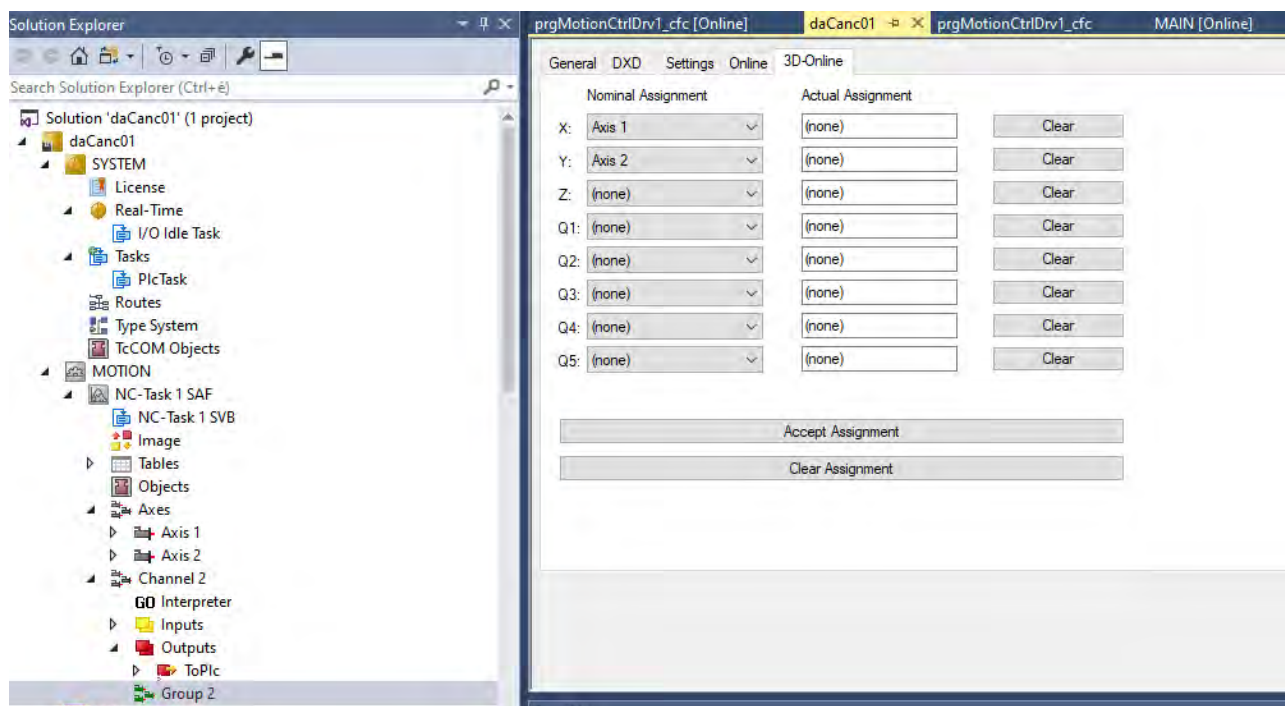 Solution Explorer
Search Solution Explorer (Ctrl+è)
Solution 'daCanc01' (1 project)
daCanc01
SYSTEM
License
Real-Time
I/O Idle Task
Tasks
PlcTask
Routes
Type System
TcCOM Objects
MOTION
NC-Task 1 SAF
NC-Task 1 SVB
Image
Tables
Objects
Axes
Axis 1
Axis 2
Channel 2
GO Interpreter
Inputs
Outputs
ToPlc
Group 2
prgMotionCtrlDrv1_cfc [Online] daCanc01 prgMotionCtrlDrv1_cfc MAIN [Online]
General DXD Settings Online 3D-Online
Nominal Assignment Actual Assignment
X: Axis 1 (none) Clear
Y: Axis 2 (none) Clear
Z: (none) (none) Clear
Q1: (none) (none) Clear
Q2: (none) (none) Clear
Q3: (none) (none) Clear
Q4: (none) (none) Clear
Q5: (none) (none) Clear
Accept Assignment
Clear Assignment